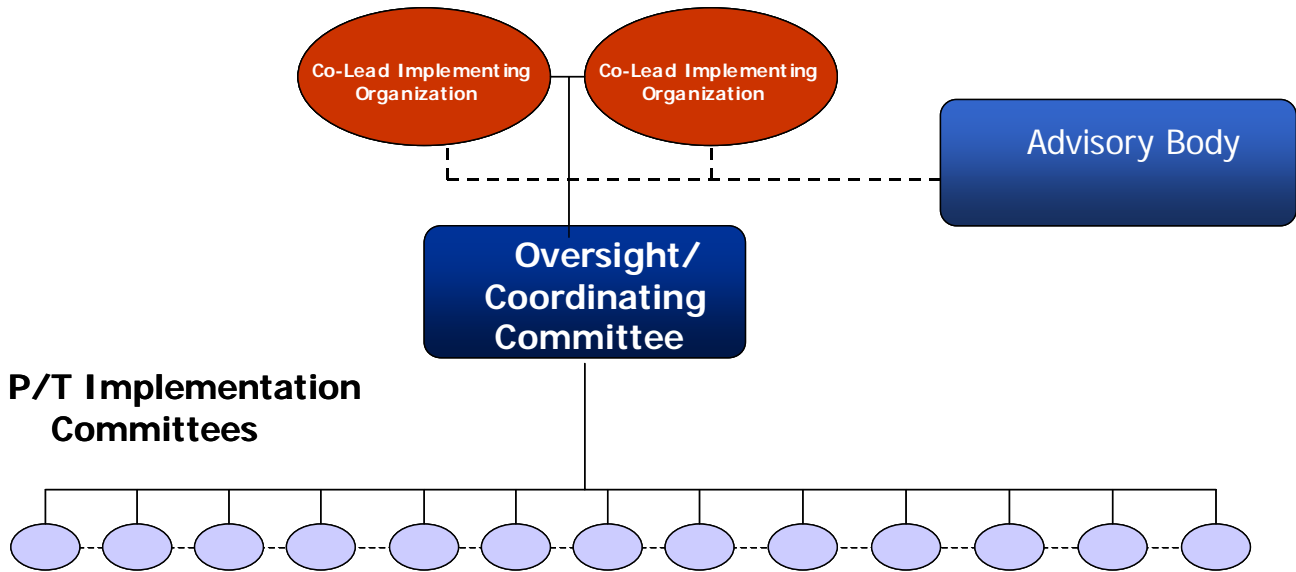 Co-Lead Implementing
Organization
Co-Lead Implementing
Organization
Advisory Body
Oversight/
Coordinating
Committee
P/T Implementation
Committees